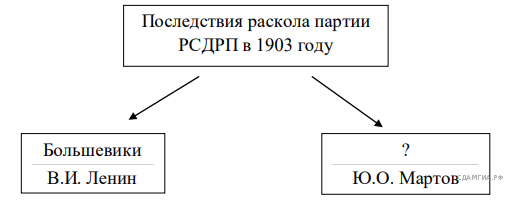 Последствия раскола партии
РСДРП в 1903 году
Большевики
В.И. Ленин
?
Ю.О. Мартов